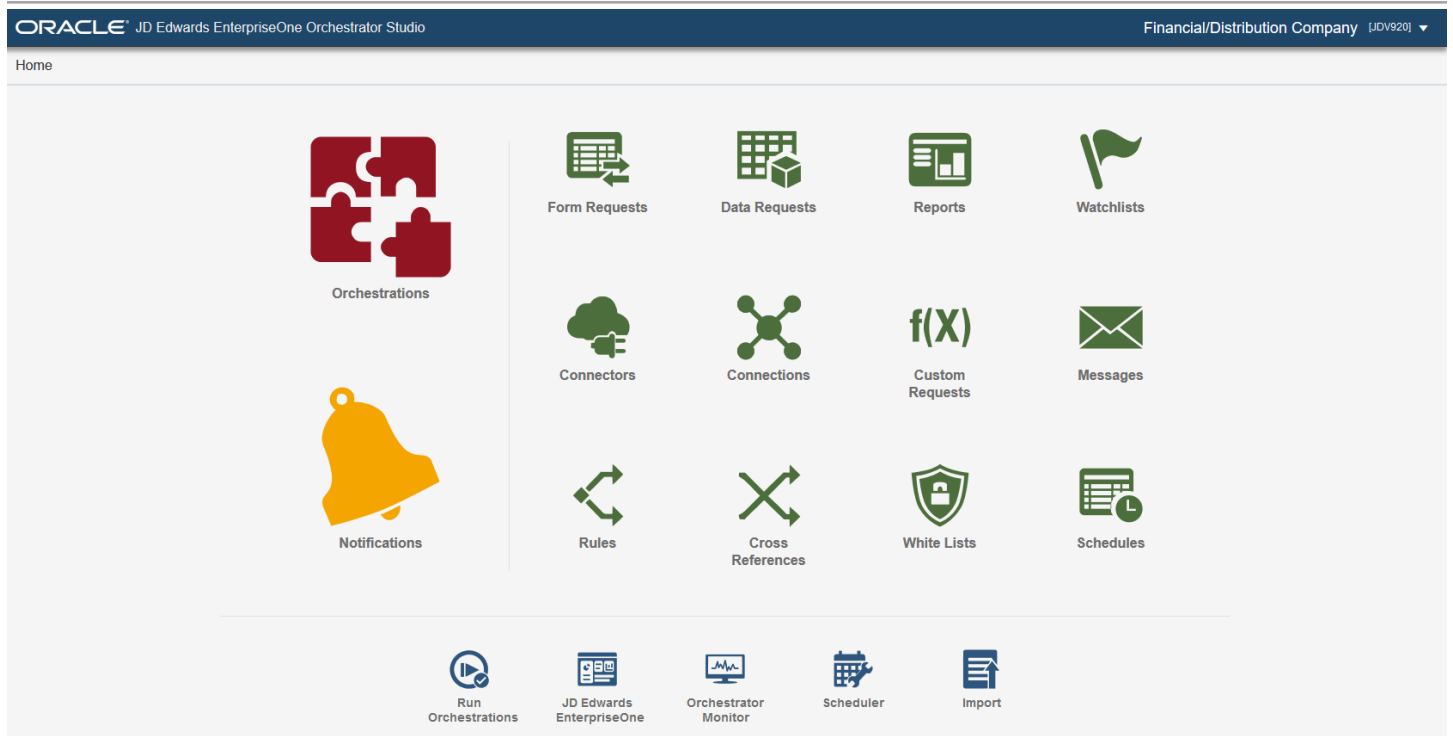 ORACLE® JD Edwards EnterpriseOne Orchestrator Studio
Financial/Distribution Company [JDV920]
Home
Orchestrations
Form Requests
Data Requests
Reports
Watchlists
Connectors
Connections
f(X)
Custom
Requests
Messages
Notifications
Rules
Cross
References
White Lists
Schedules
Run
Orchestrations
JD Edwards
EnterpriseOne
Orchestrator
Monitor
Scheduler
Import